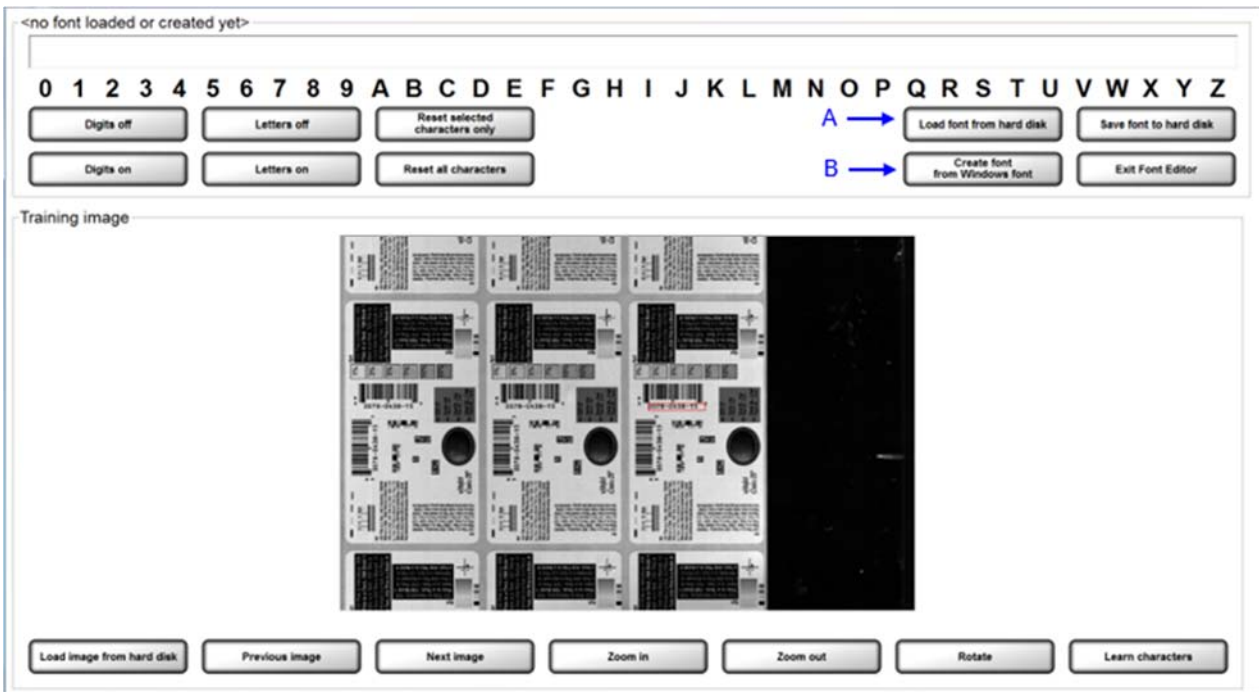 <no font loaded or created yet>
0 1 2 3 4 5 6 7 8 9 A B C D E F G H I J K L M N O P Q R S T U V W X Y Z
Digits off Letters off Reset selected characters only A Load font from hard disk Save font to hard disk
Digits on Letters on Reset all characters B Create font from Windows font Exit Font Editor
Training image
Load image from hard disk Previous image Next image Zoom in Zoom out Rotate Learn characters